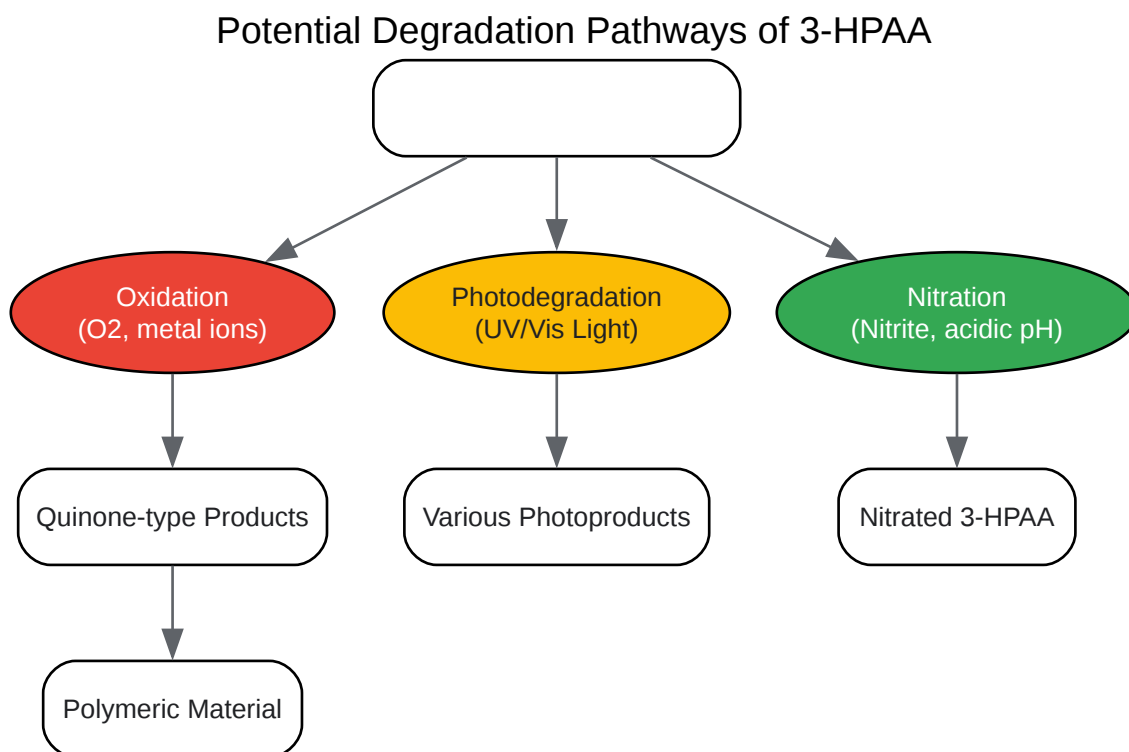 Potential Degradation Pathways of 3-HPAA
Oxidation
(O2, metal ions)
Photodegradation
(UV/Vis Light)
Nitration
(Nitrite, acidic pH)
Quinone-type Products
Various Photoproducts
Nitrated 3-HPAA
Polymeric Material